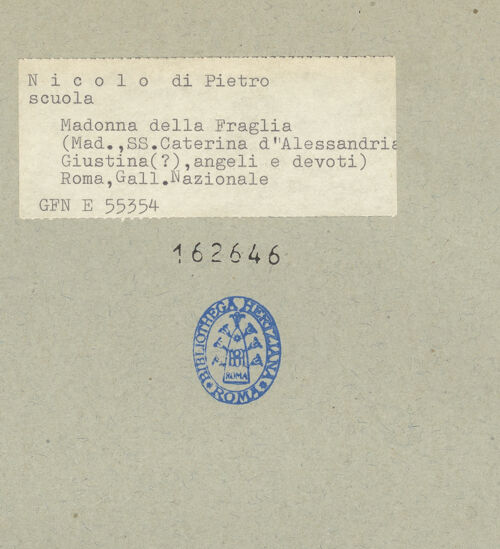 N i c o l o  di Pietro
scuola
Madonna della Fraglia
(Mad.,SS.Caterina d"Alessandria
Giustina(?),angeli e devoti)
Roma,Gall.Nazionale
GFN E 55354
162646
BIBLIOTHECA HERTZIANA
ROMA
ROMA